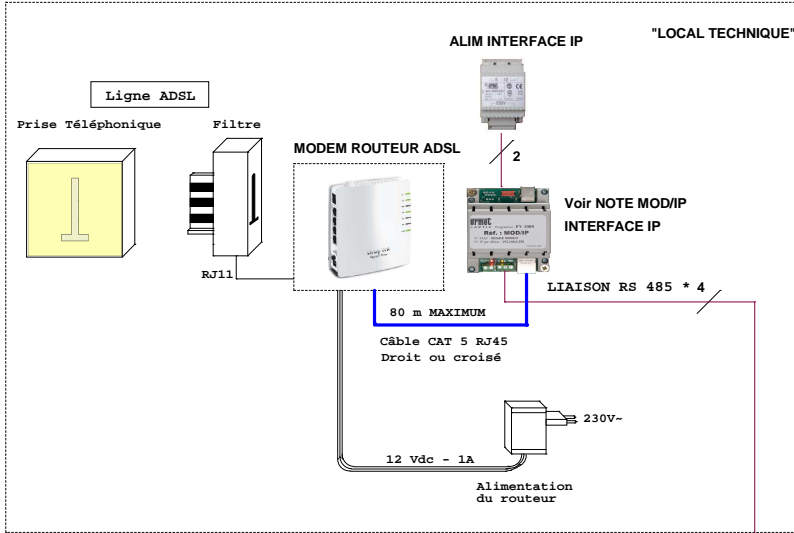 "LOCAL TECHNIQUE"
ALIM INTERFACE IP
Ligne ADSL
Prise Téléphonique
Filtre
MODEM ROUTEUR ADSL
2
Voir NOTE MOD/IP
INTERFACE IP
urmet
Réf. : MOD/IP
RJ11
LIAISON RS 485 * 4
80 m MAXIMUM
Câble CAT 5 RJ45
Droit ou croisé
230V~
12 Vdc - 1A
Alimentation
du routeur